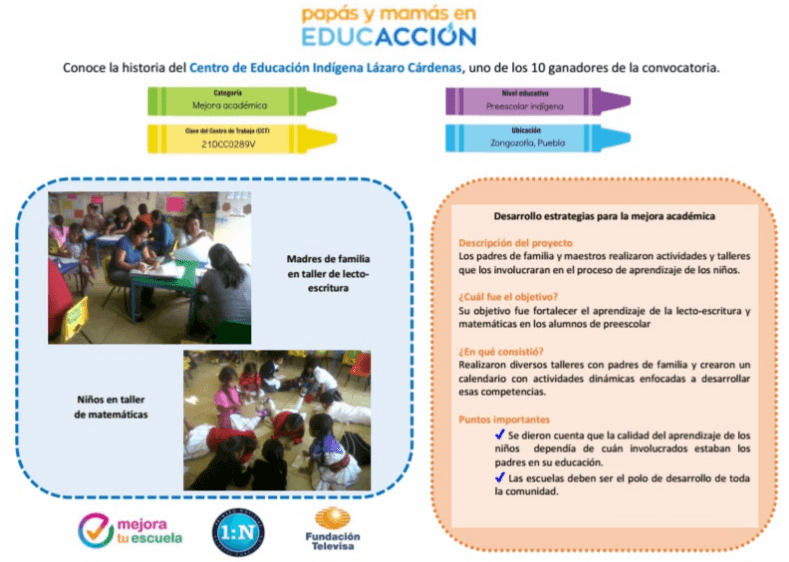 papás y mamás en
EDUCACCIÓN
Conoce la historia del Centro de Educación Indígena Lázaro Cárdenas, uno de los 10 ganadores de la convocatoria.
Categoría
Mejora académica
Nivel educativo
Preescolar indígena
Clave del Centro de Trabajo (CCT)
21DCC0289V
Ubicación
Zongozotla, Puebla
Madres de familia
en taller de lecto-
escritura
Niños en taller
de matemáticas
Desarrollo estrategias para la mejora académica
Descripción del proyecto
Los padres de familia y maestros realizaron actividades y talleres
que los involucraran en el proceso de aprendizaje de los niños.
¿Cuál fue el objetivo?
Su objetivo fue fortalecer el aprendizaje de la lecto-escritura y
matemáticas en los alumnos de preescolar
¿En qué consistió?
Realizaron diversos talleres con padres de familia y crearon un
calendario con actividades dinámicas enfocadas a desarrollar
esas competencias.
Puntos importantes
✓ Se dieron cuenta que la calidad del aprendizaje de los
niños dependía de cuán involucrados estaban los
padres en su educación.
✓ Las escuelas deben ser el polo de desarrollo de toda
la comunidad.
mejora
tu escuela
1:N
Fundación
Televisa